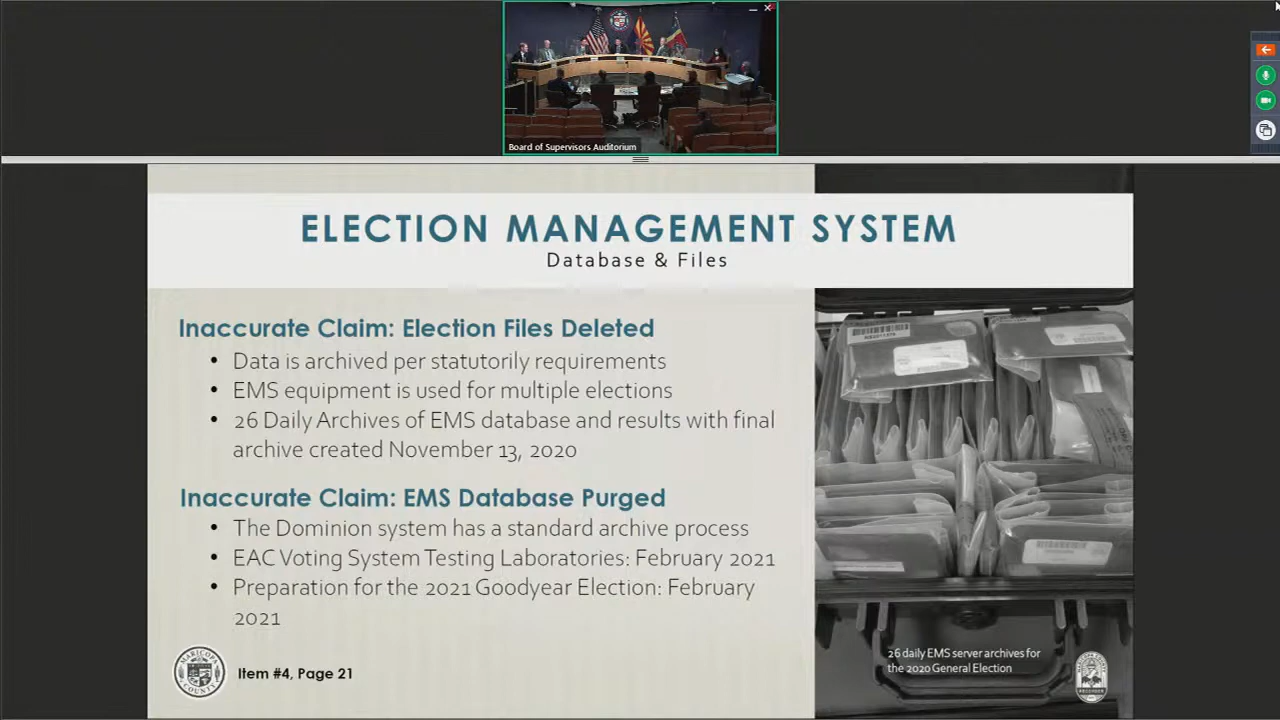 Board of Supervisors Auditorium
ELECTION MANAGEMENT SYSTEM
Database & Files
Inaccurate Claim: Election Files Deleted
• Data is archived per statutorily requirements
• EMS equipment is used for multiple elections
• 26 Daily Archives of EMS database and results with final
archive created November 13, 2020
Inaccurate Claim: EMS Database Purged
• The Dominion system has a standard archive process
• EAC Voting System Testing Laboratories: February 2021
• Preparation for the 2021 Goodyear Election: February
2021
26 daily EMS server archives for
the 2020 General Election
MARICOPA
COUNTY
Item #4, Page 21
RECORDER